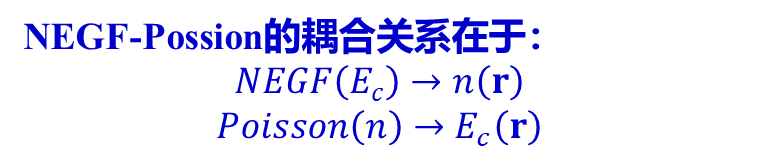 NEGF-Possion的耦合关系在于：
NEGF(E_c) → n(r)
Poisson(n) → E_c(r)